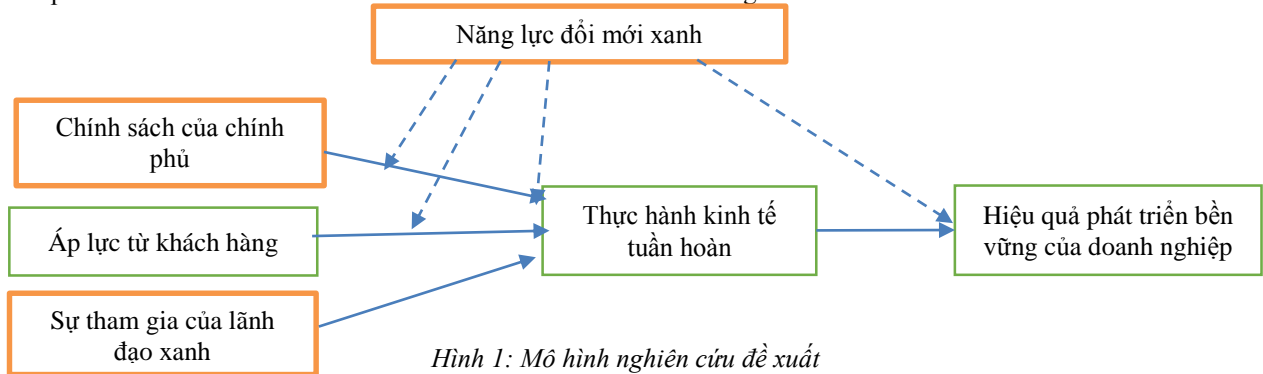 Năng lực đổi mới xanh
Chính sách của chính
phủ
Áp lực từ khách hàng
Thực hành kinh tế
tuần hoàn
Hiệu quả phát triển bền
vững của doanh nghiệp
Sự tham gia của lãnh
đạo xanh
Hình 1: Mô hình nghiên cứu đề xuất